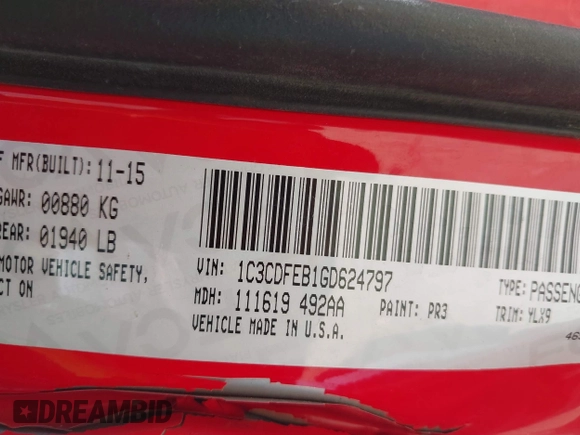 F MFR(BUILT): 11-15
GAWR: 00880 KG
REAR: 01940 LB
MOTOR VEHICLE SAFETY,
CT ON
VIN: 1C3CDFEB1GD624797
MDH: 111619 492AA PAINT: PR3
VEHICLE MADE IN U.S.A.
TYPE: PASSENG
TRIM: YLX9
DREAMBID